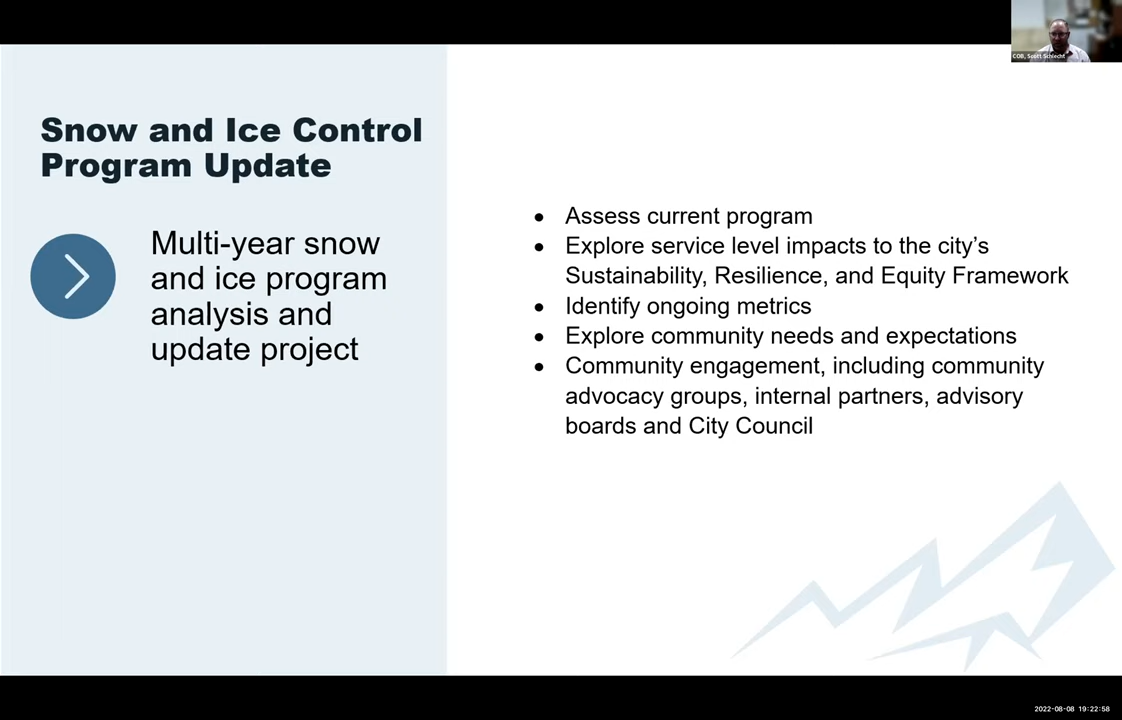 COB, Scott Schlecht
Snow and Ice Control
Program Update
Multi-year snow
and ice program
analysis and
update project
• Assess current program
• Explore service level impacts to the city’s
Sustainability, Resilience, and Equity Framework
• Identify ongoing metrics
• Explore community needs and expectations
• Community engagement, including community
advocacy groups, internal partners, advisory
boards and City Council
2022-08-08 19:22:58